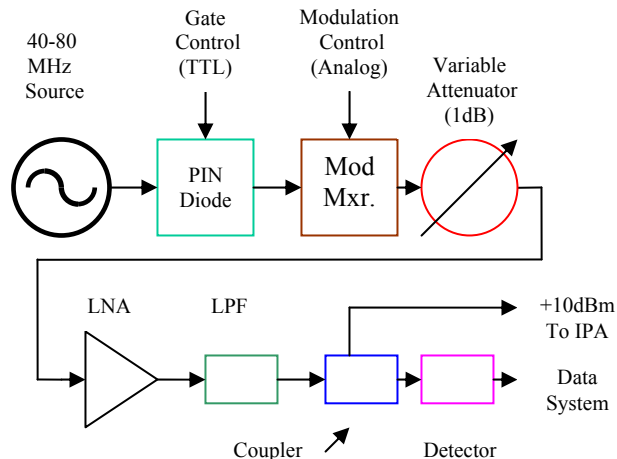 40-80
MHz
Source
Gate
Control
(TTL)
Modulation
Control
(Analog)
Variable
Attenuator
(1dB)
PIN
Diode
Mod
Mxr.
LNA
LPF
+10dBm
To IPA
Data
System
Coupler
Detector